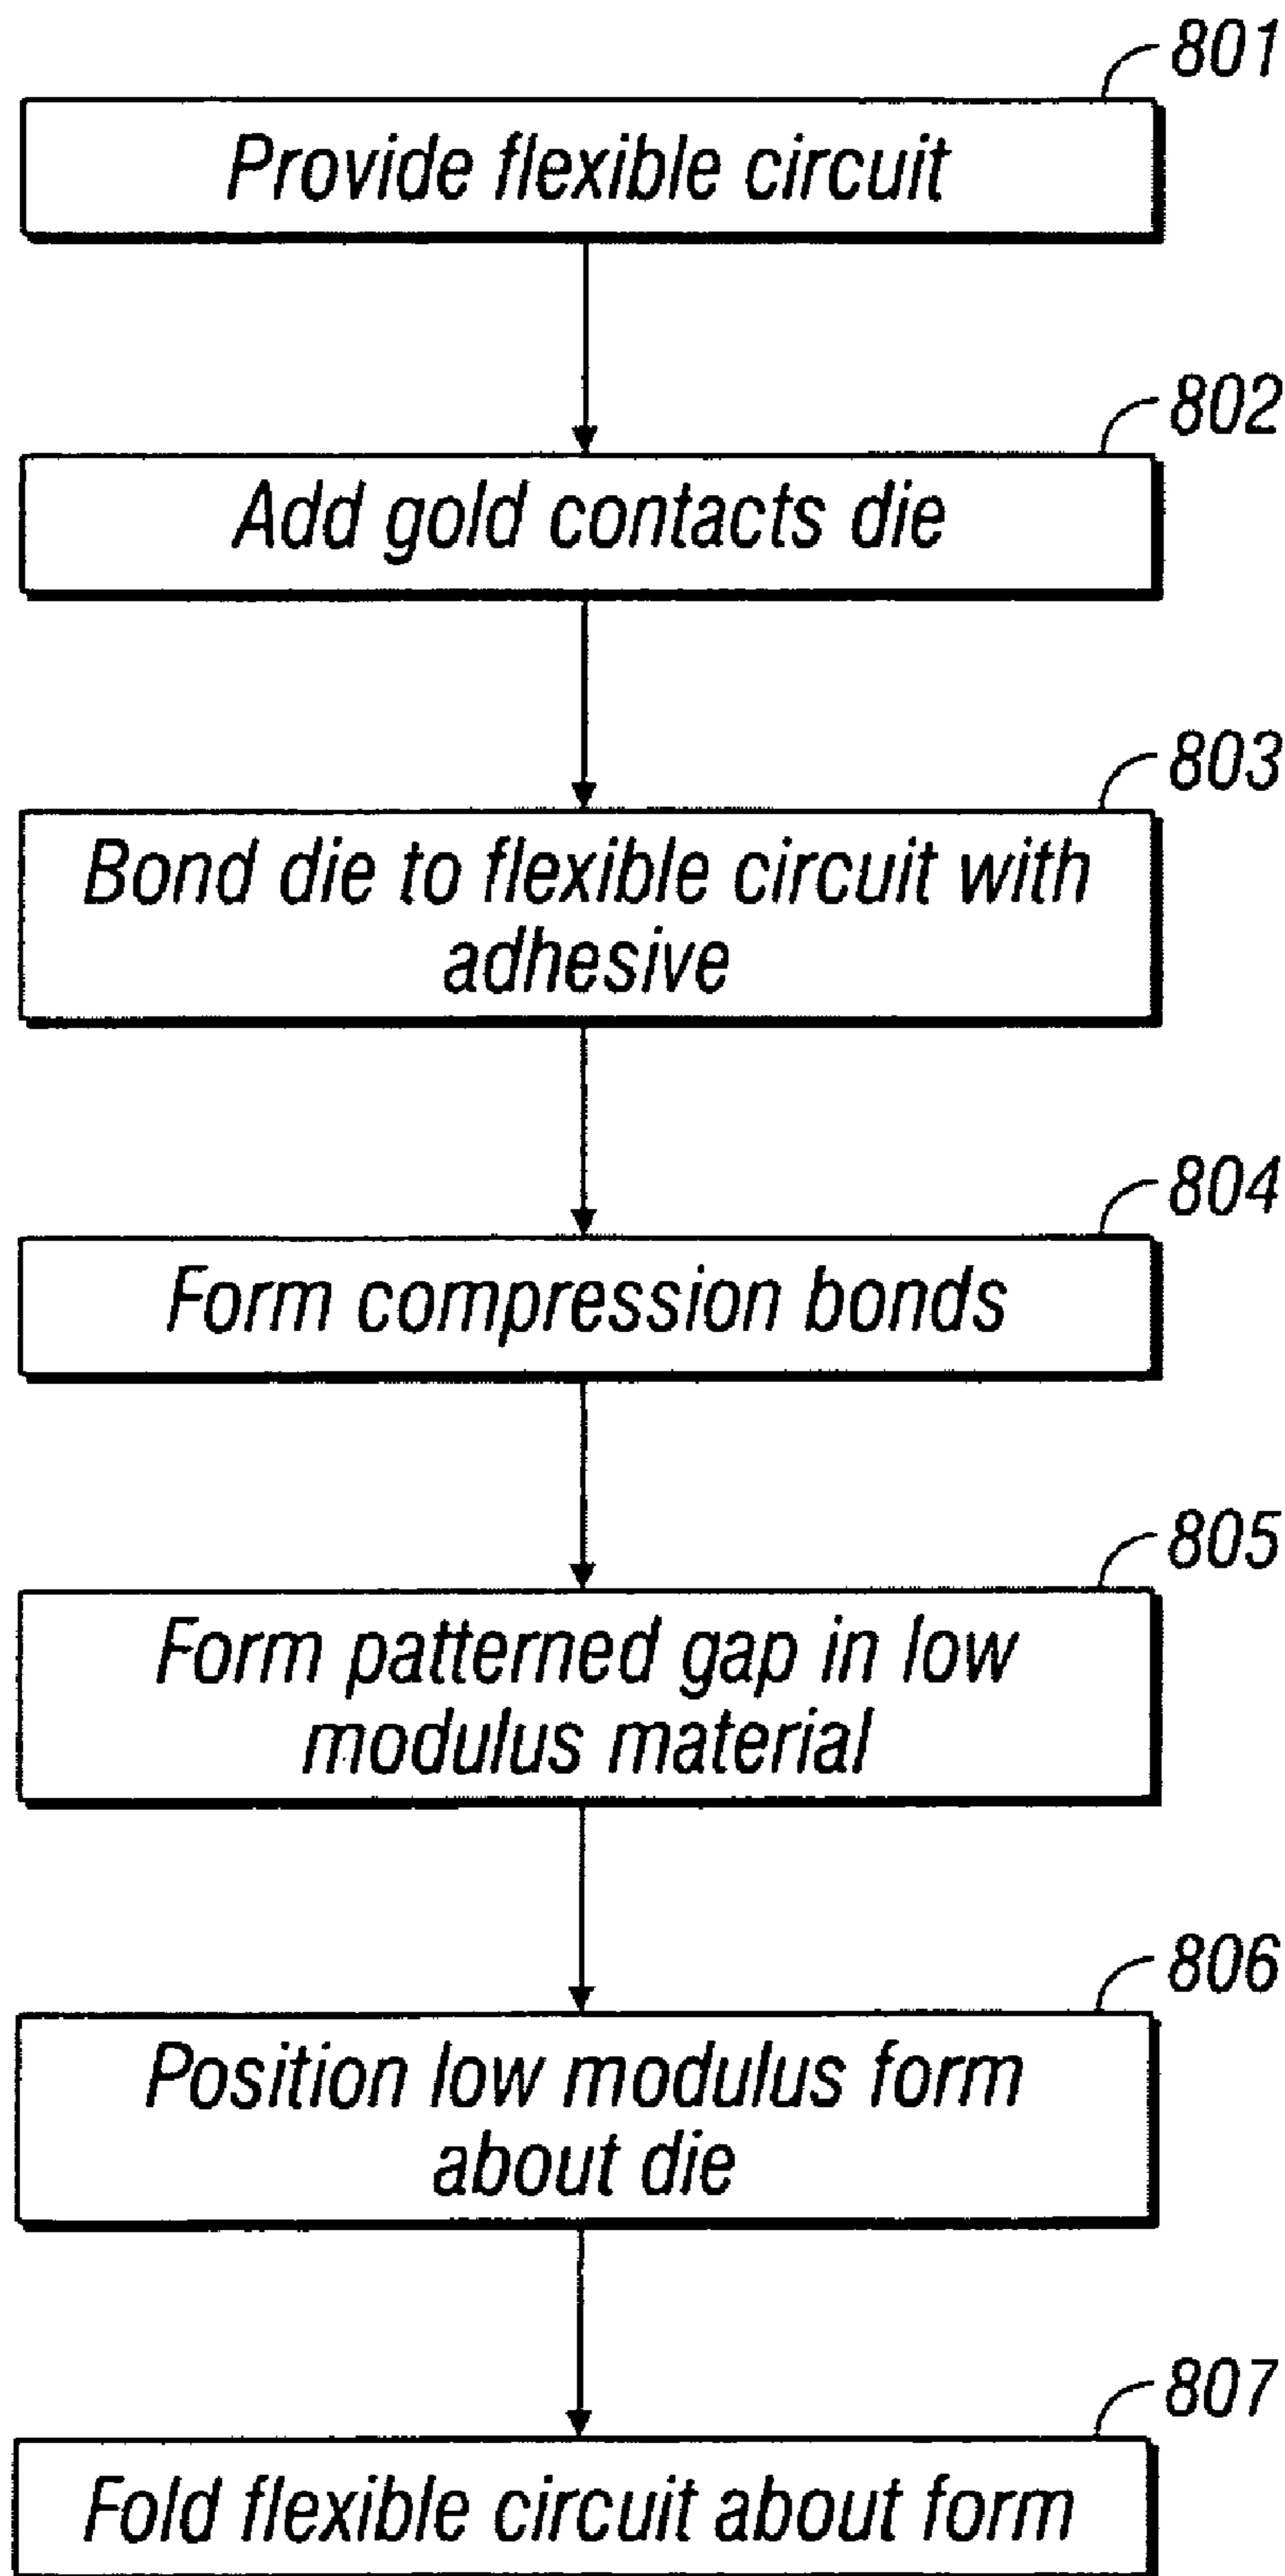 801
Provide flexible circuit
802
Add gold contacts die
803
Bond die to flexible circuit with
adhesive
804
Form compression bonds
805
Form patterned gap in low
modulus material
806
Position low modulus form
about die
807
Fold flexible circuit about form